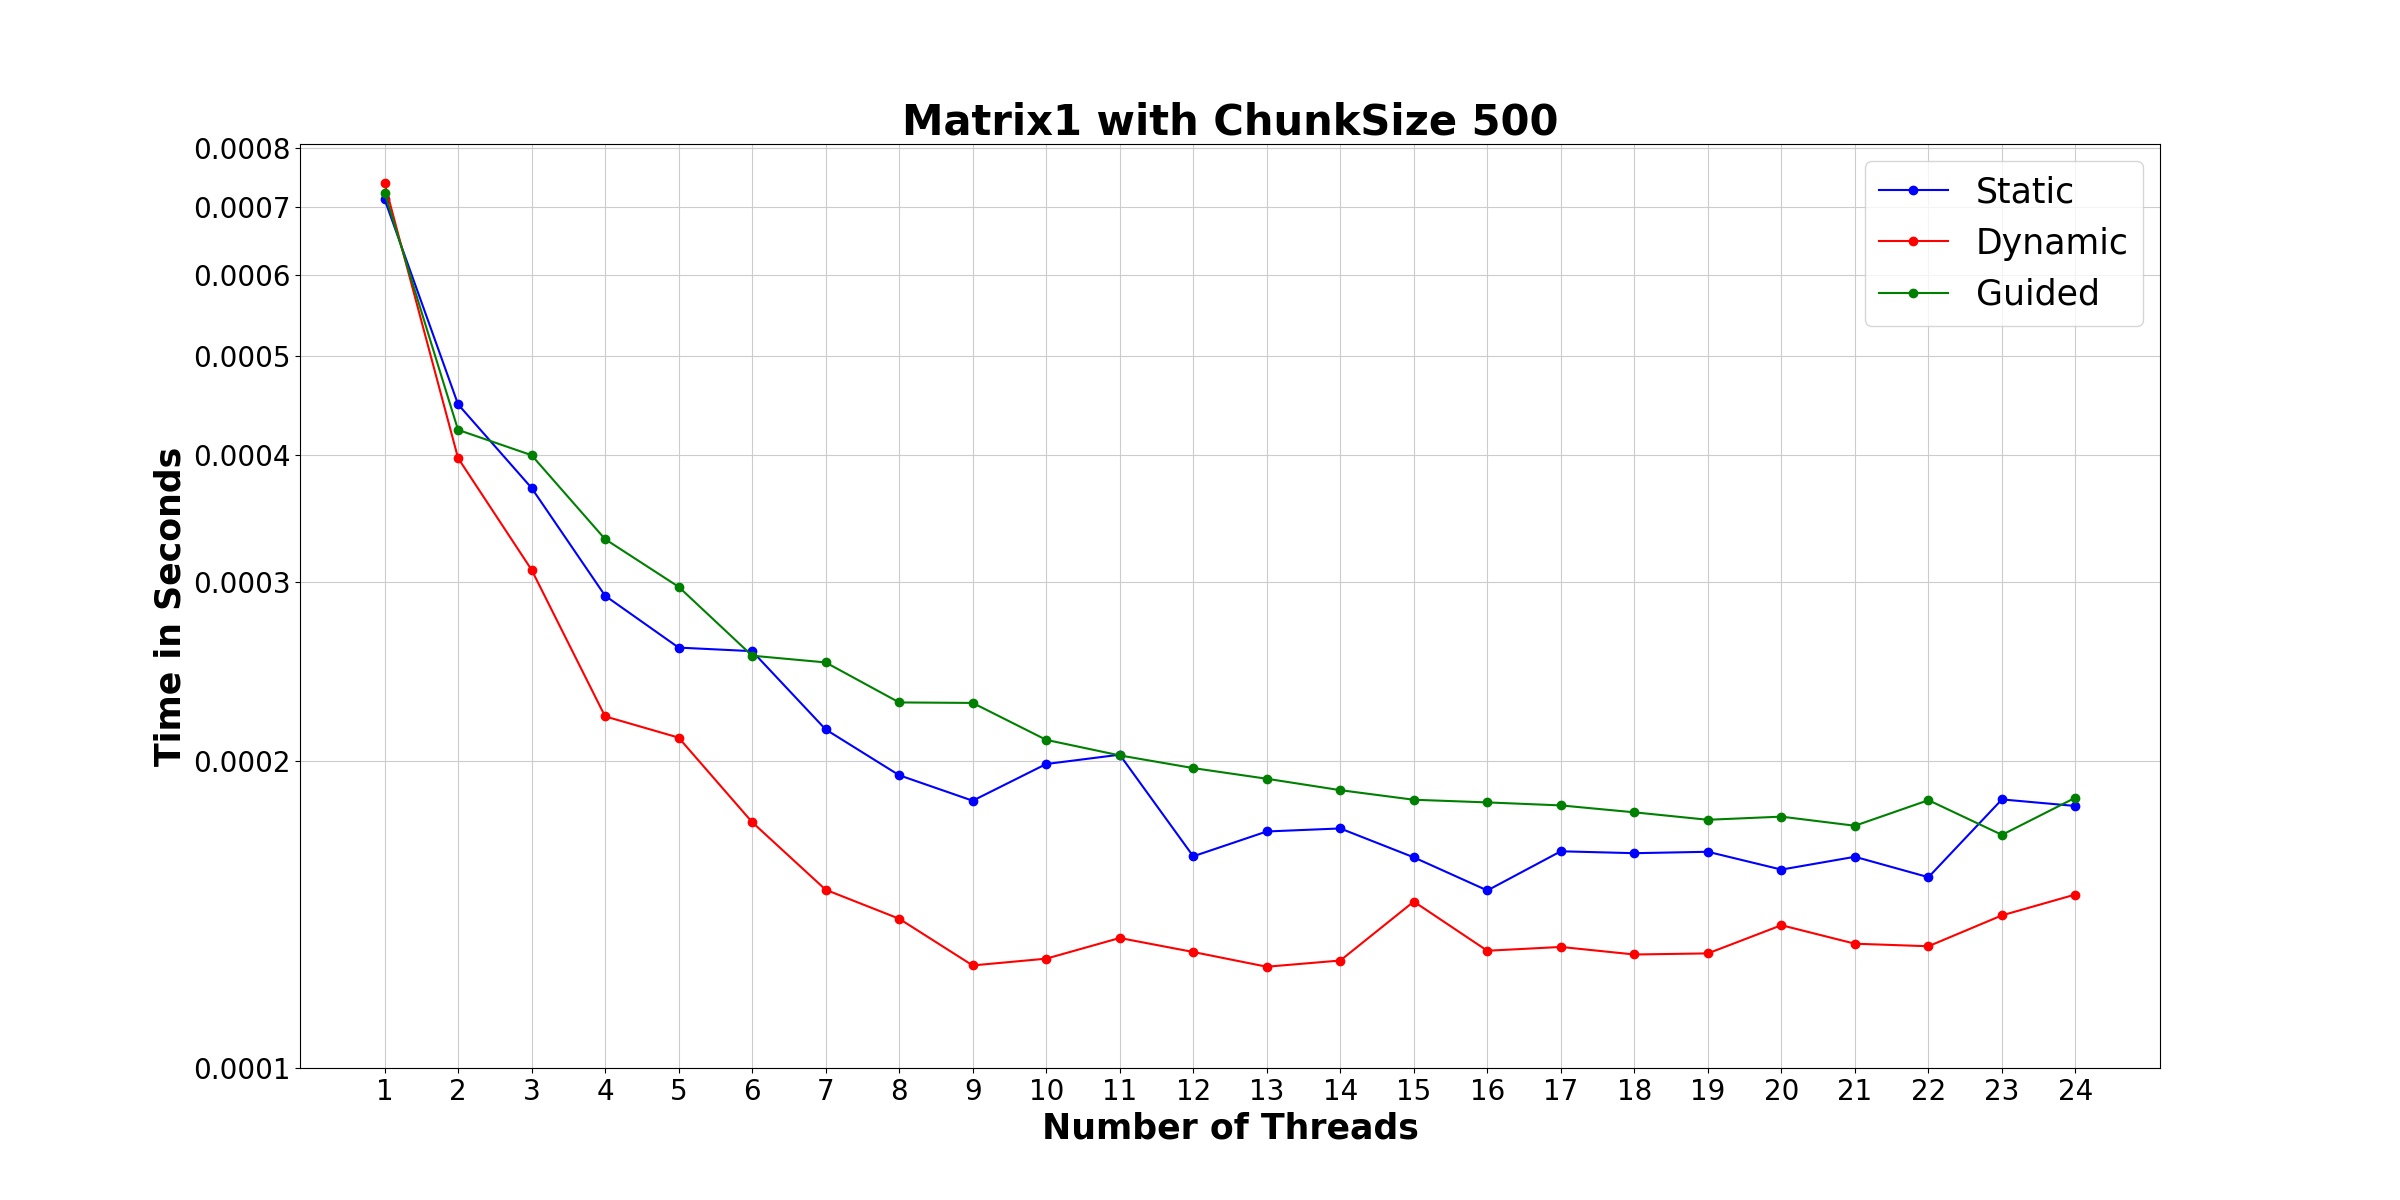 Matrix1 with ChunkSize 500
0.0008
0.0007
0.0006
0.0005
0.0004
0.0003
0.0002
0.0001
Time in Seconds
Static
Dynamic
Guided
1 2 3 4 5 6 7 8 9 10 11 12 13 14 15 16 17 18 19 20 21 22 23 24
Number of Threads